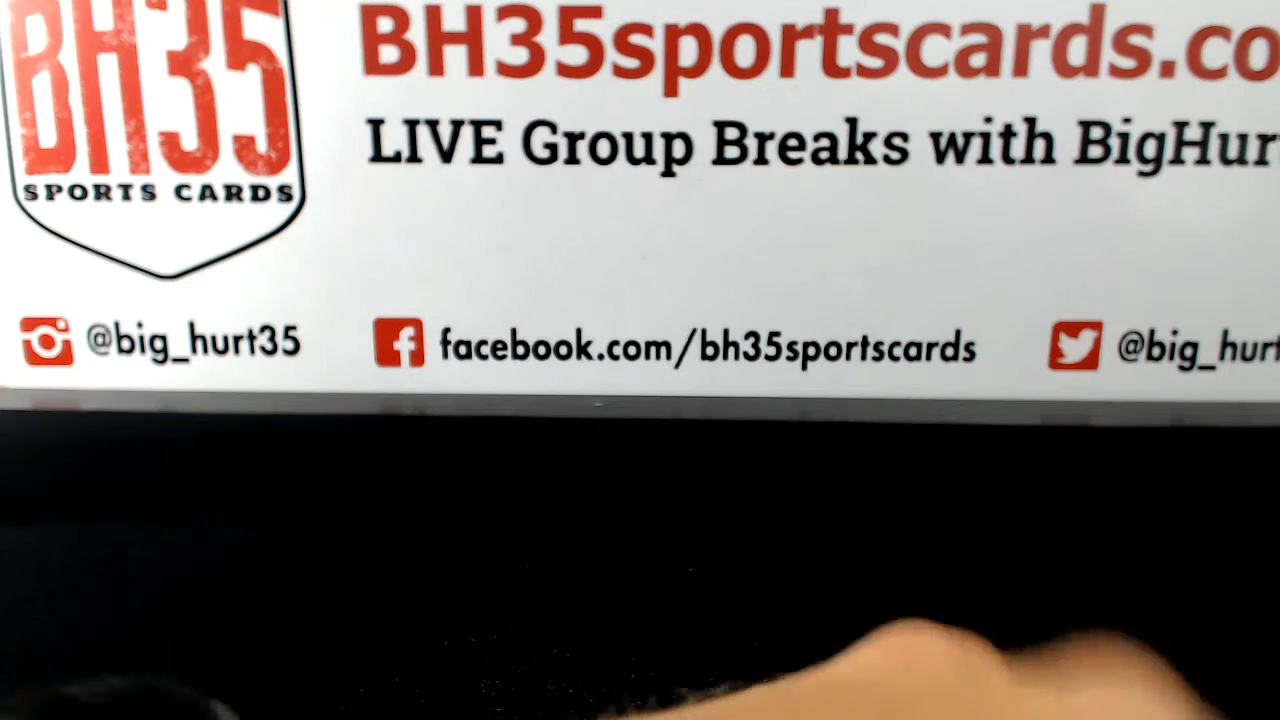 BH35
SPORTS CARDS
BH35sportscards.co
LIVE Group Breaks with BigHur
@big_hurt35
facebook.com/bh35sportscards
@big_hurt